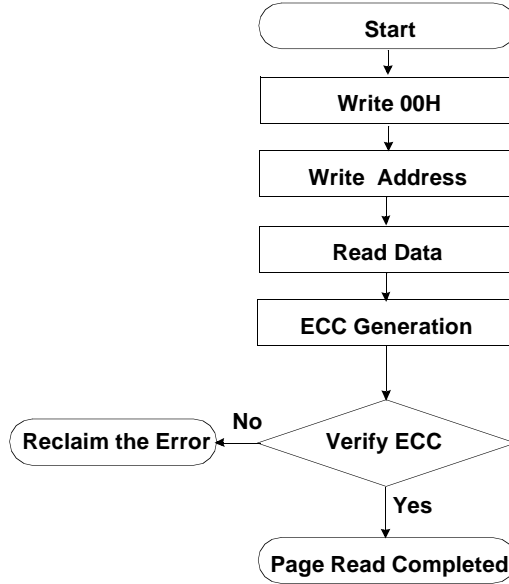 Start
Write 00H
Write Address
Read Data
ECC Generation
No
Reclaim the Error
Verify ECC
Yes
Page Read Completed